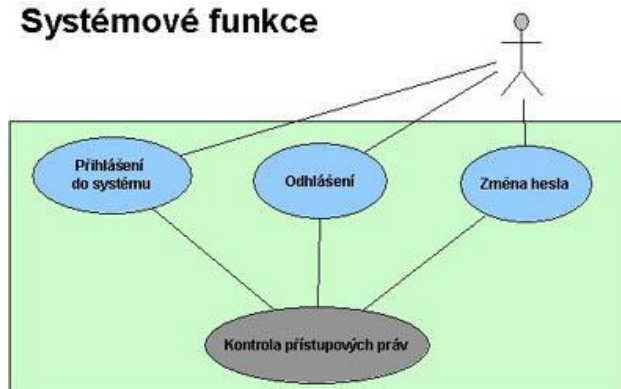 Systémové funkce
Přihlášení
do systému
Odhlášení
Změna hesla
Kontrola přístupových práv